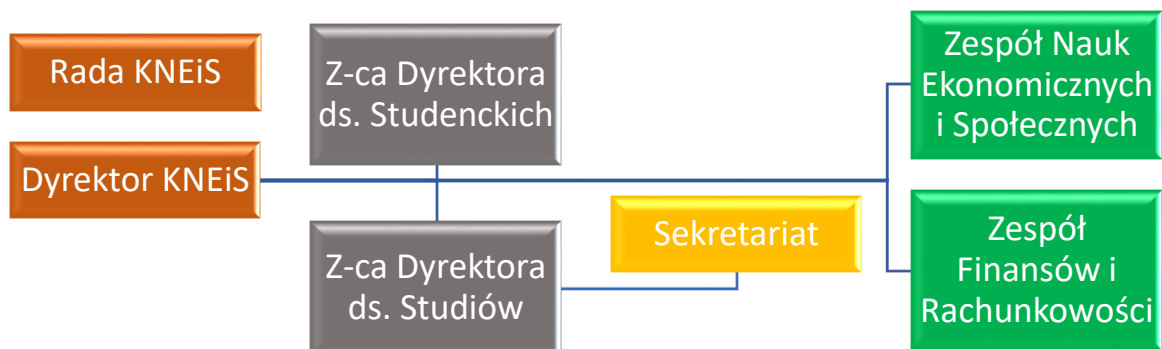 Rada KNEiS
Dyrektor KNEiS
Z-ca Dyrektora
ds. Studenckich
Z-ca Dyrektora
ds. Studiów
Sekretariat
Zespół Nauk
Ekonomicznych
i Społecznych
Zespół
Finansów i
Rachunkowości